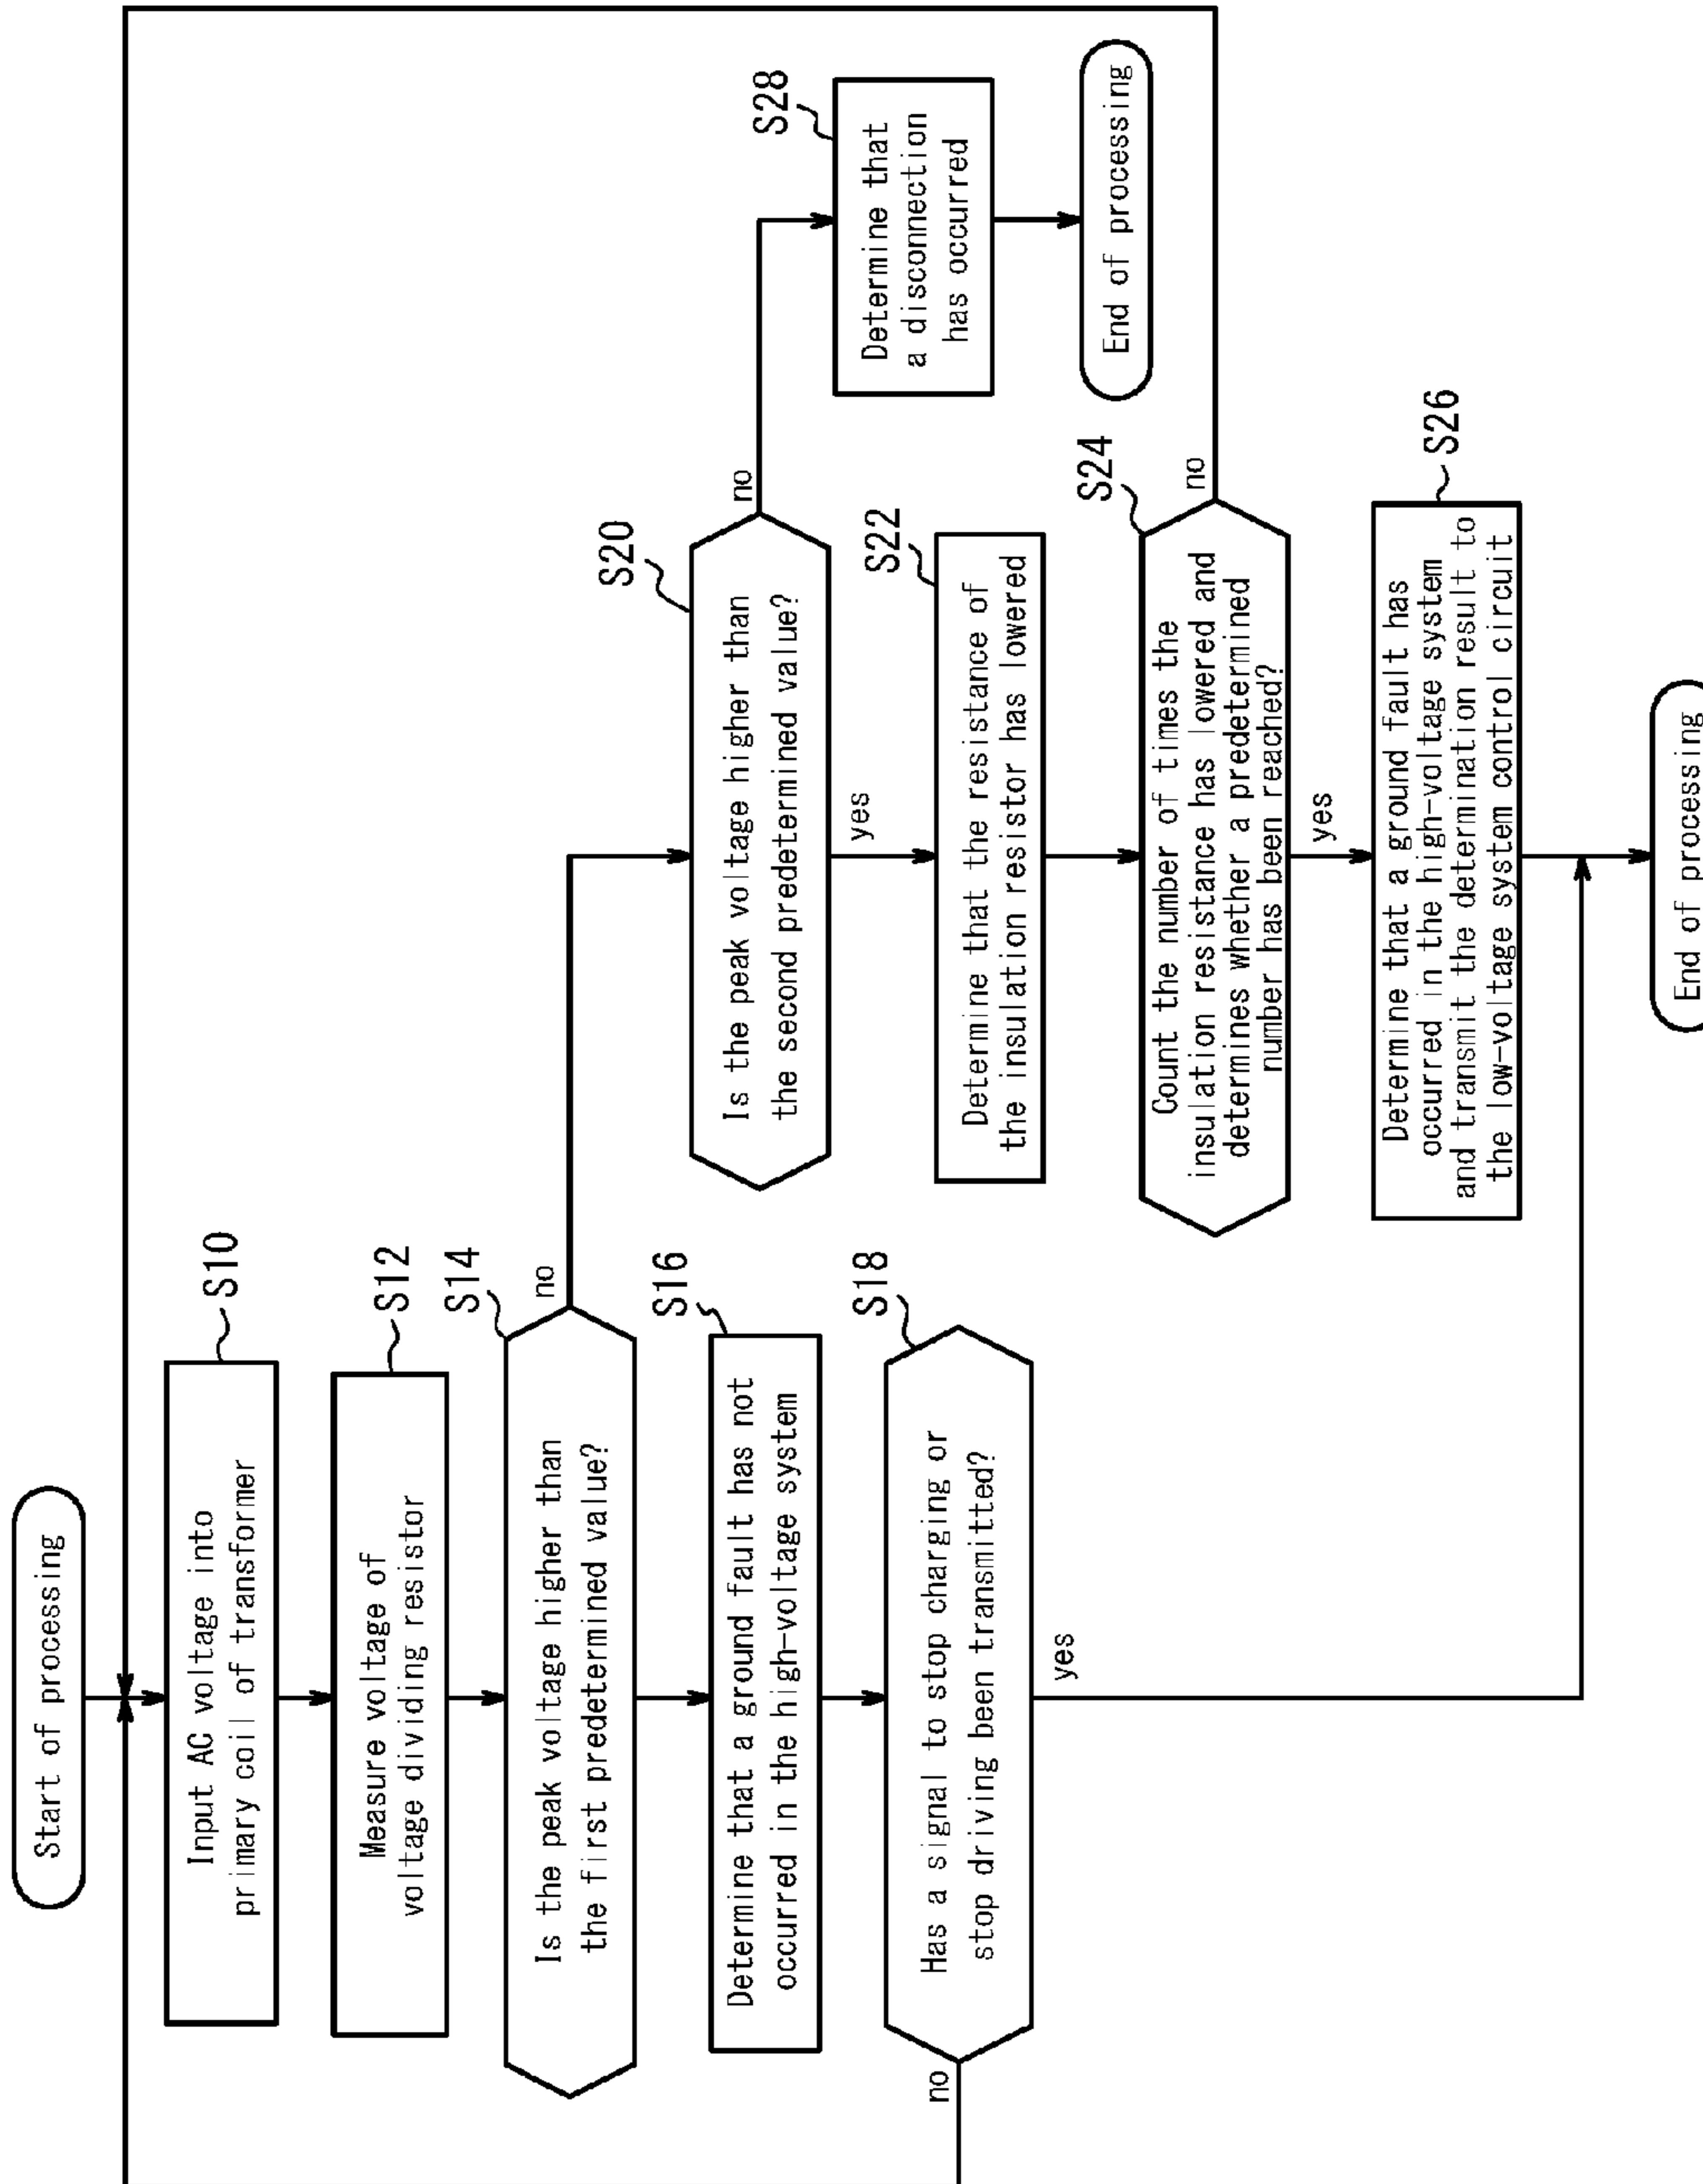 Start of processing
Input AC voltage into
primary coil of transformer
S10
Measure voltage of
voltage dividing resistor
S12
Is the peak voltage higher than
the first predetermined value?
S14
no
Determine that a ground fault has not
occurred in the high-voltage system
S16
Has a signal to stop charging or
stop driving been transmitted?
S18
no
yes
Is the peak voltage higher than
the second predetermined value?
S20
no
yes
Determine that the resistance of
the insulation resistor has lowered
S22
Count the number of times the
insulation resistance has lowered and
determines whether a predetermined
number has been reached?
S24
no
yes
Determine that a ground fault has
occurred in the high-voltage system
and transmit the determination result to
the low-voltage system control circuit
S26
End of processing
Determine that
a disconnection
has occurred
S28
End of processing